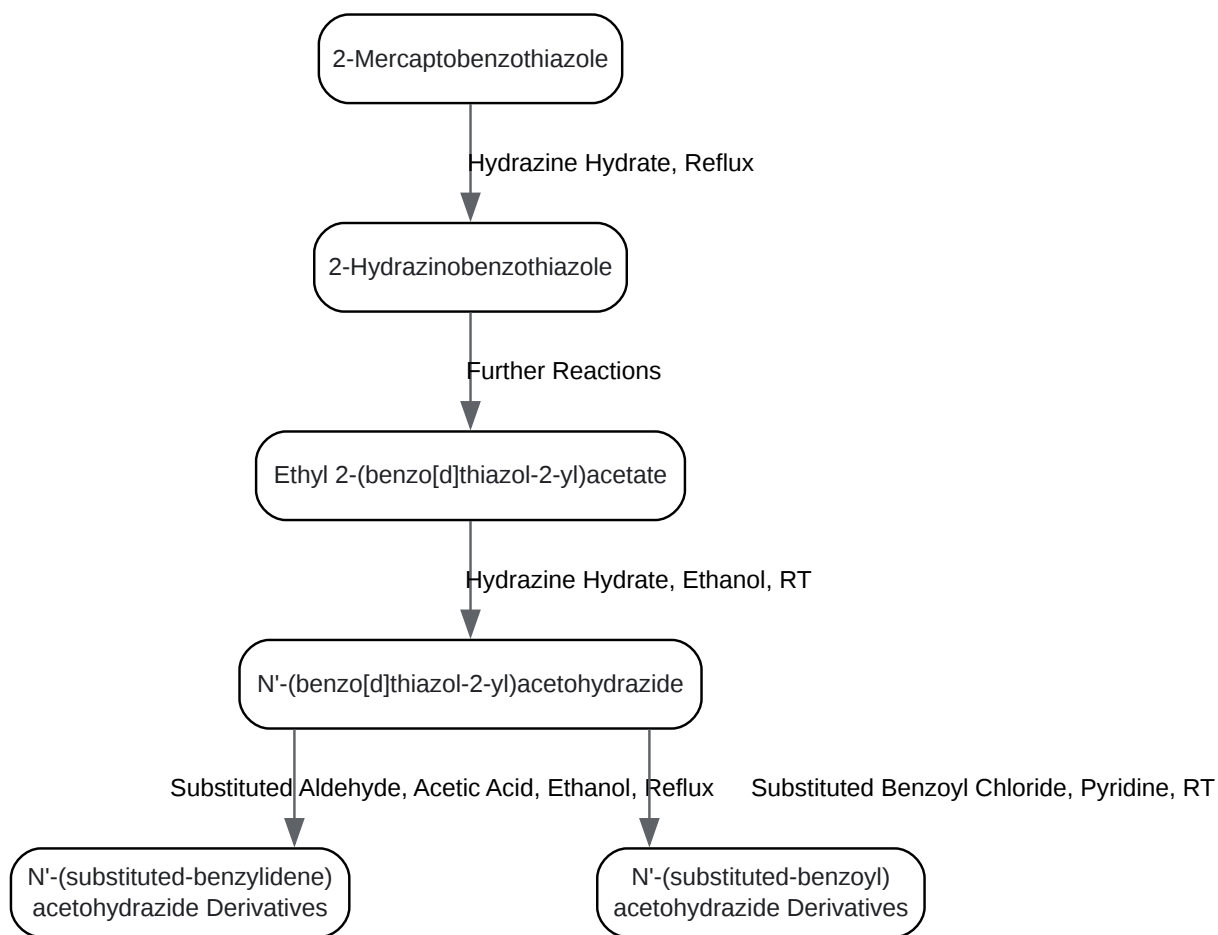 2-Mercaptobenzothiazole
Hydrazine Hydrate, Reflux
2-Hydrazinobenzothiazole
Further Reactions
Ethyl 2-(benzo[d]thiazol-2-yl)acetate
Hydrazine Hydrate, Ethanol, RT
N'-(benzo[d]thiazol-2-yl)acetohydrazide
Substituted Aldehyde, Acetic Acid, Ethanol, Reflux
Substituted Benzoyl Chloride, Pyridine, RT
N'-(substituted-benzylidene)
acetohydrazide Derivatives
N'-(substituted-benzoyl)
acetohydrazide Derivatives